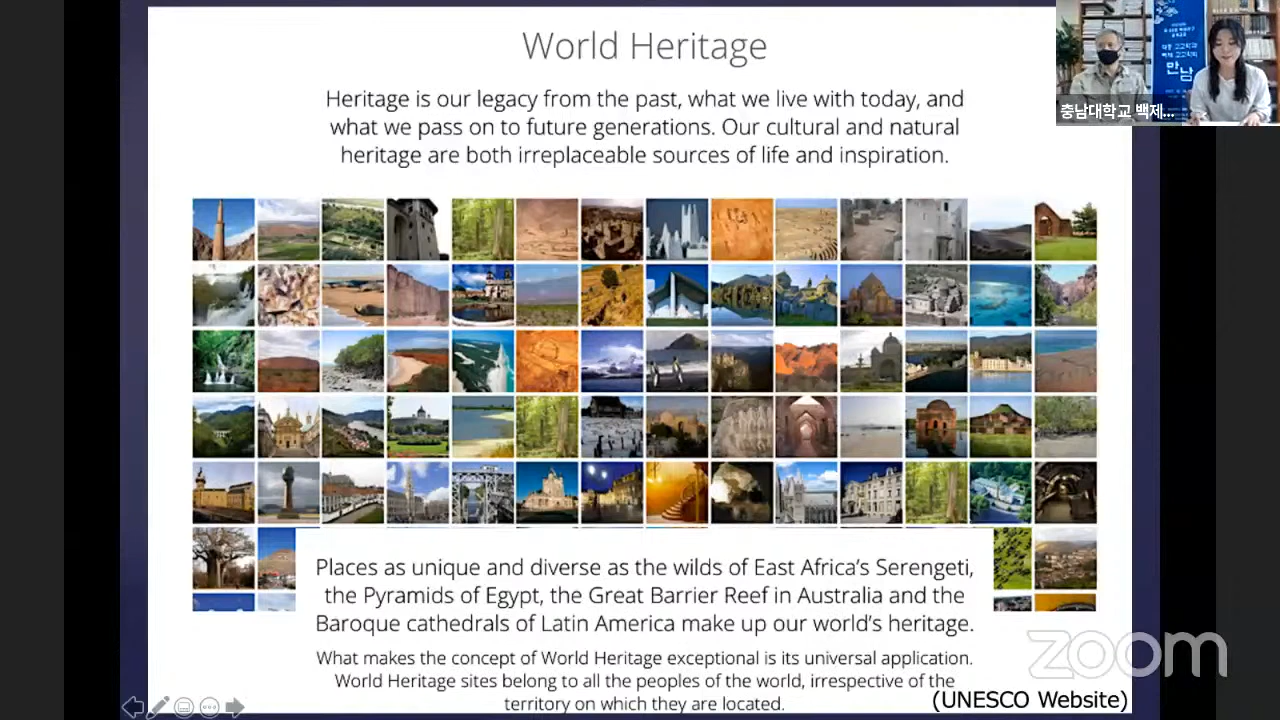 World Heritage
Heritage is our legacy from the past, what we live with today, and
what we pass on to future generations. Our cultural and natural
heritage are both irreplaceable sources of life and inspiration.
충남대학교 백제...
만남
Places as unique and diverse as the wilds of East Africa's Serengeti,
the Pyramids of Egypt, the Great Barrier Reef in Australia and the
Baroque cathedrals of Latin America make up our world's heritage.
What makes the concept of World Heritage exceptional is its universal application.
World Heritage sites belong to all the peoples of the world, irrespective of the
territory on which they are located.
(UNESCO Website)
zoom